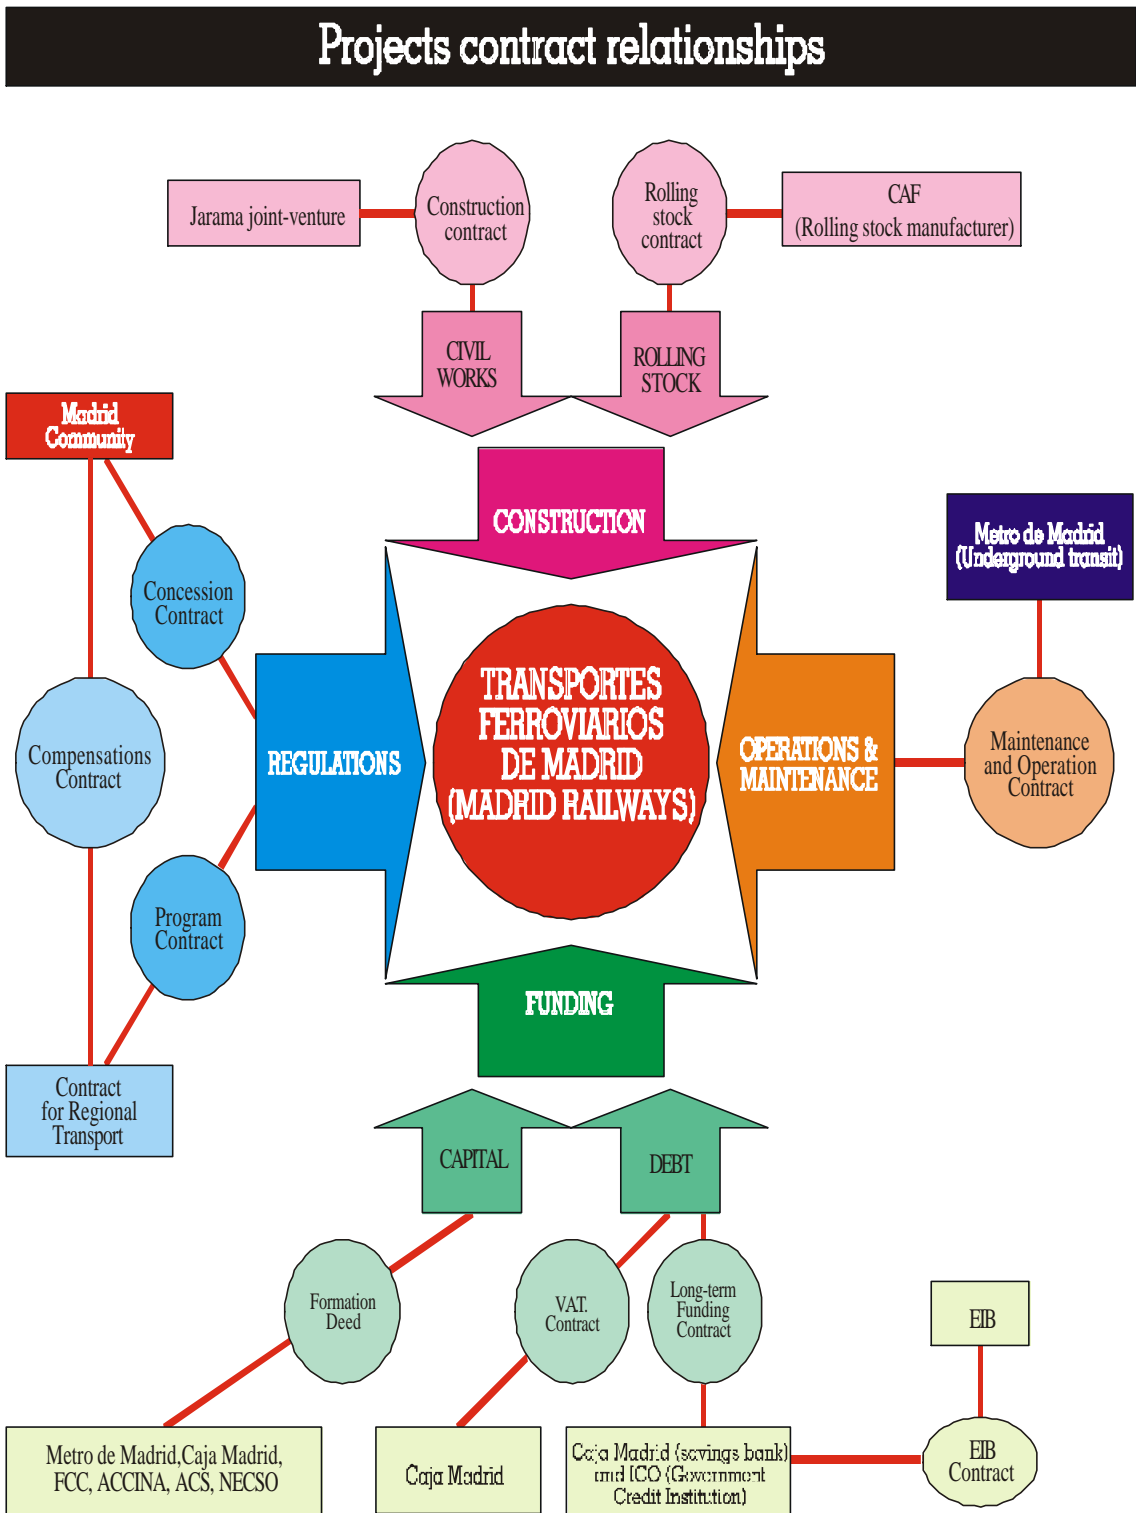 Projects contract relationships
Jarama joint-venture
Construction
contract
Rolling
stock
contract
CAF
(Rolling stock manufacturer)
CIVIL
WORKS
ROLLING
STOCK
Madrid
Community
CONSTRUCTION
Metro de Madrid
(Underground transit)
Concession
Contract
TRANSPORTES
FERROVIARIOS
DE MADRID
(MADRID RAILWAYS)
Compensations
Contract
REGULATIONS
OPERATIONS &
MAINTENANCE
Maintenance
and Operation
Contract
Program
Contract
FUNDING
Contract
for Regional
Transport
CAPITAL
DEBT
Formation
Deed
VAT.
Contract
Long-term
Funding
Contract
EIB
Metro de Madrid,Caja Madrid,
FCC, ACCINA, ACS, NECSO
Caja Madrid
Caja Madrid (savings bank)
and ICO (Government
Credit Institution)
EIB
Contract